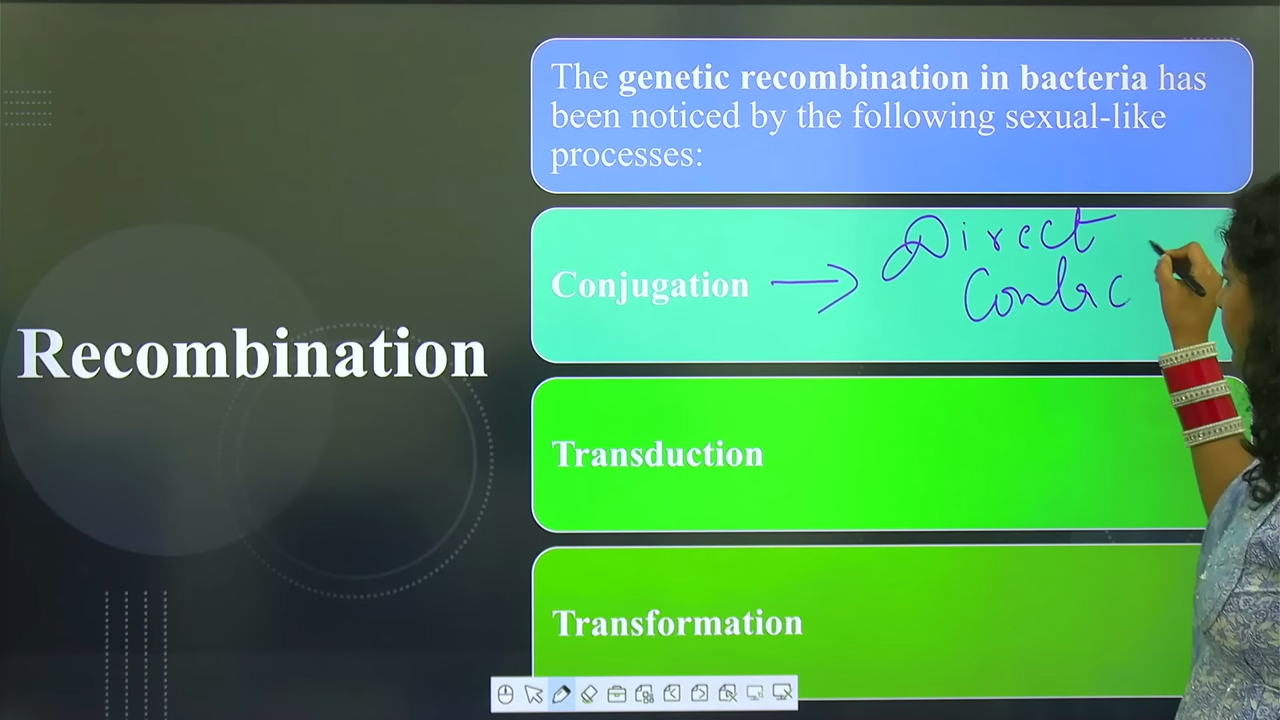 Recombination
The genetic recombination in bacteria has
been noticed by the following sexual-like
processes:
Conjugation → Direct
Contac
Transduction
Transformation